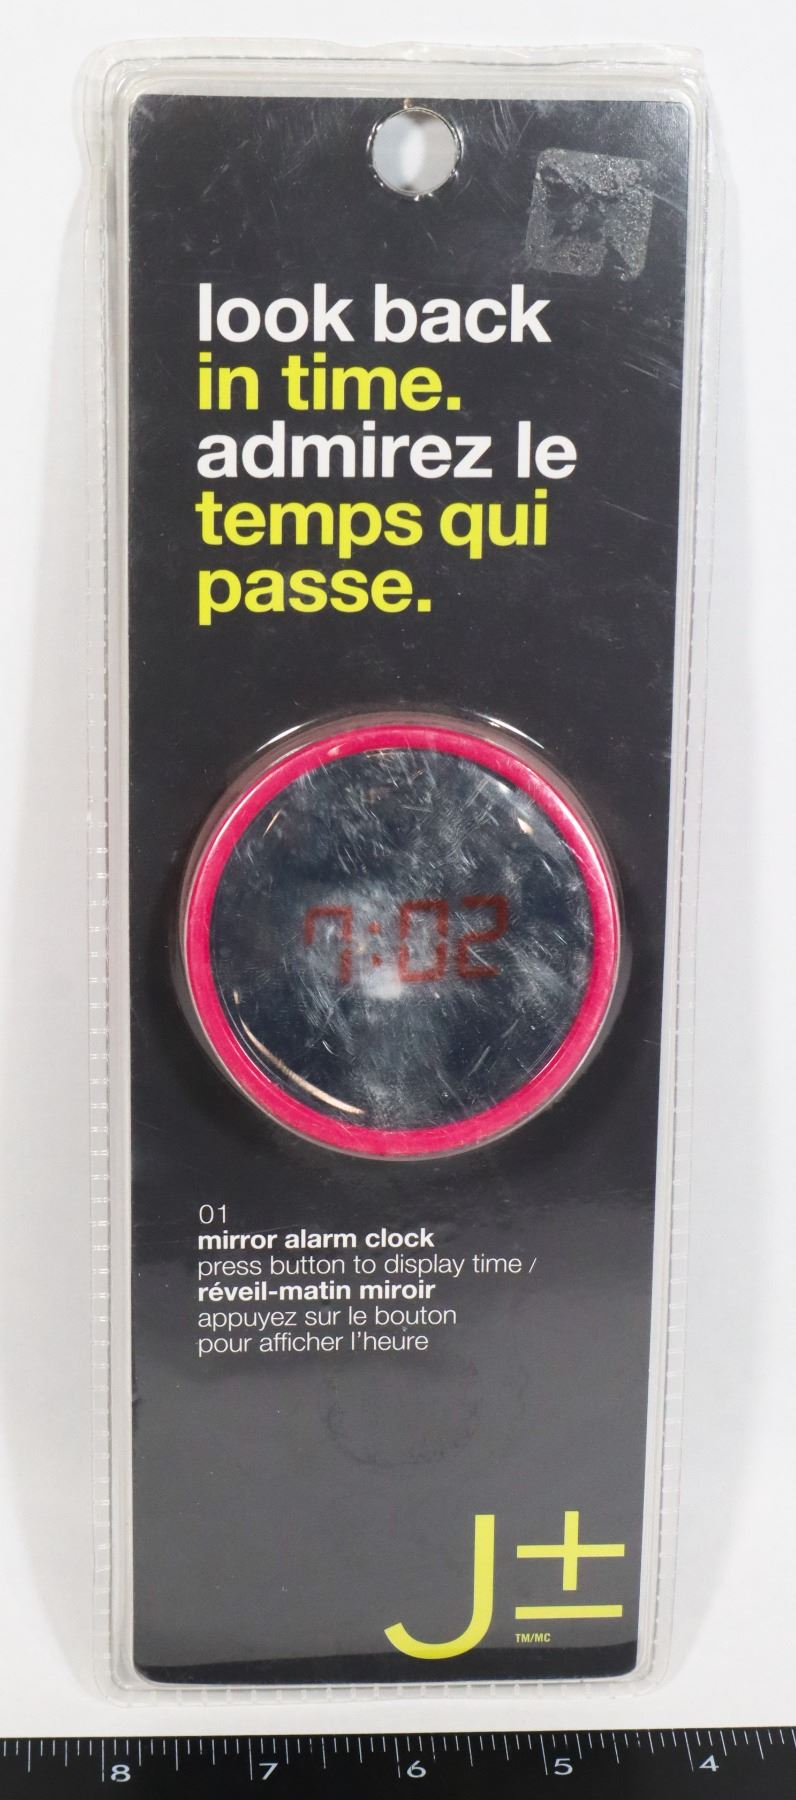 look back
in time.
admirez le
temps qui
passe.
7:02
01
mirror alarm clock
press button to display time /
réveil-matin miroir
appuyez sur le bouton
pour afficher l'heure
J±
TM/MC
8 7 6 5 4